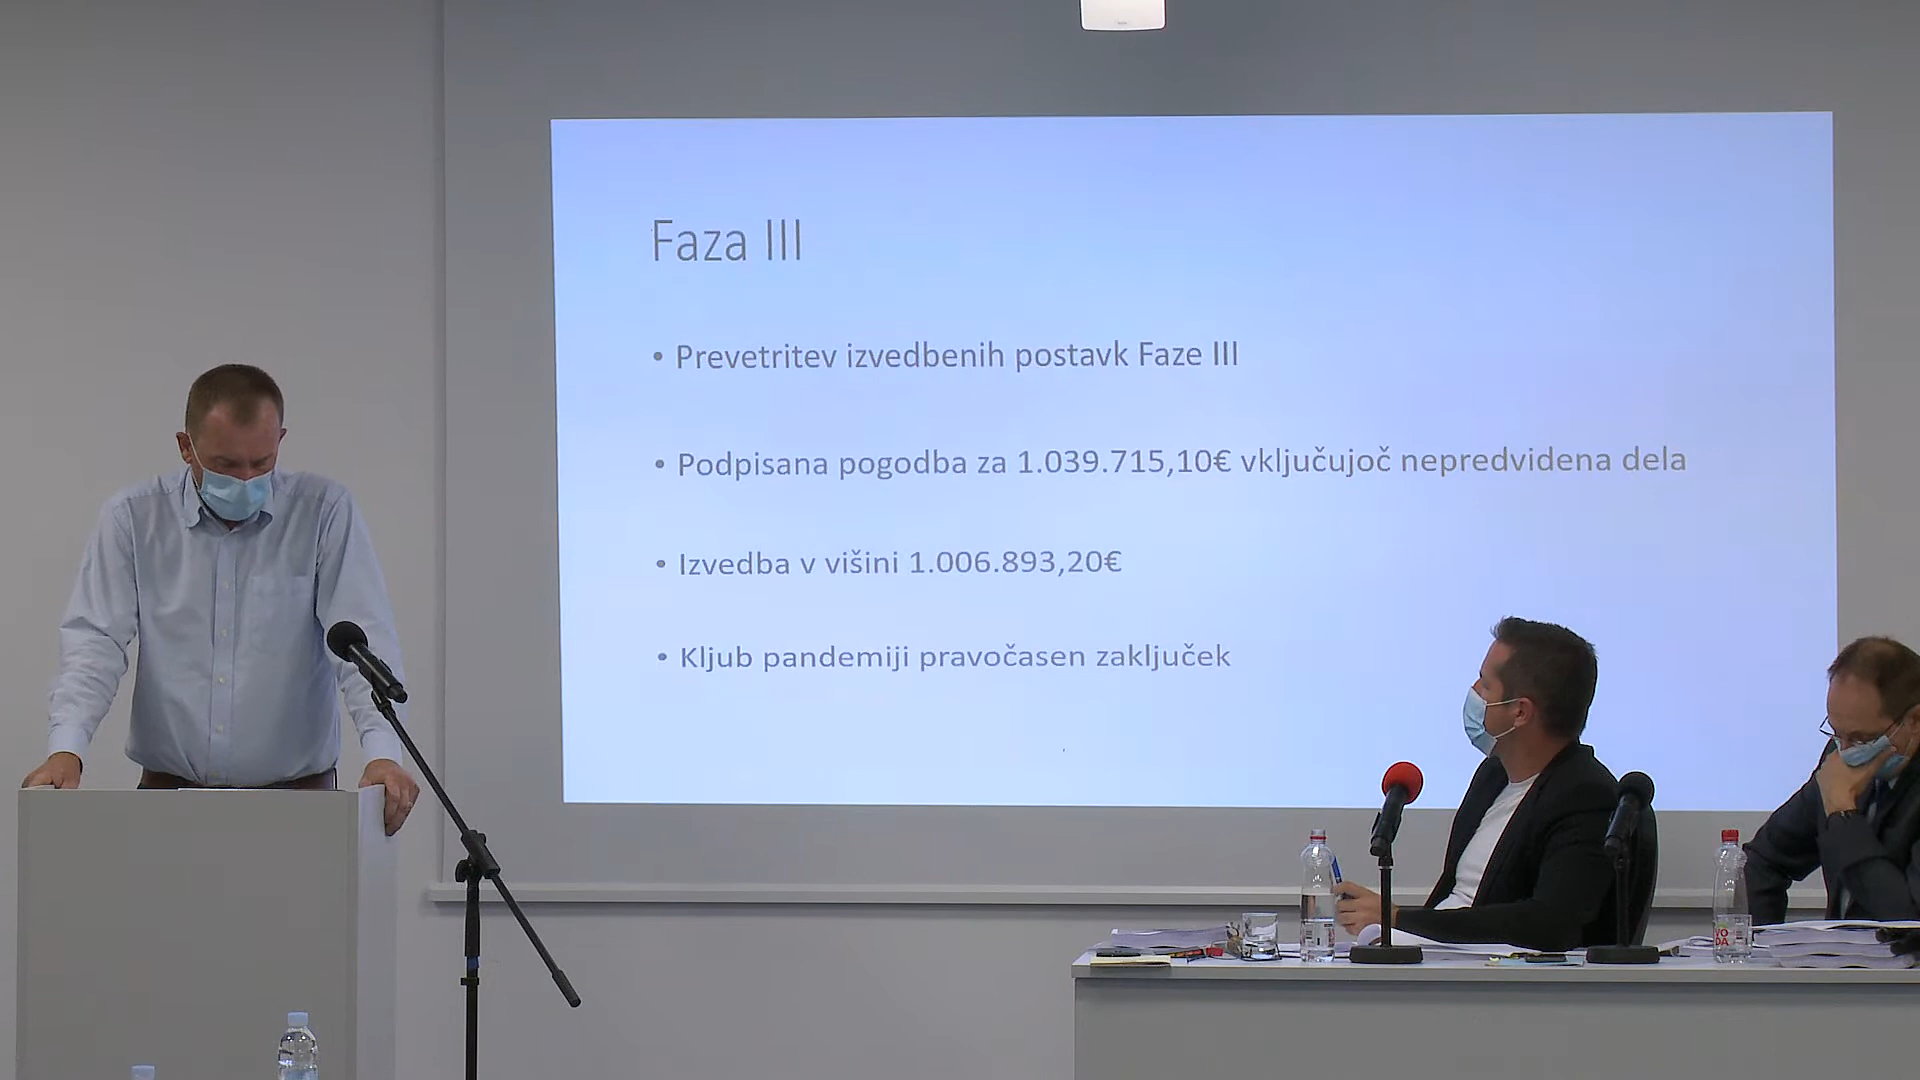 Faza III
• Prevetritev izvedbenih postavk Faze III
• Podpisana pogodba za 1.039.715,10€ vključujoč nepredvidena dela
• Izvedba v višini 1.006.893,20€
• Kljub pandemiji pravočasen zaključek
VODA